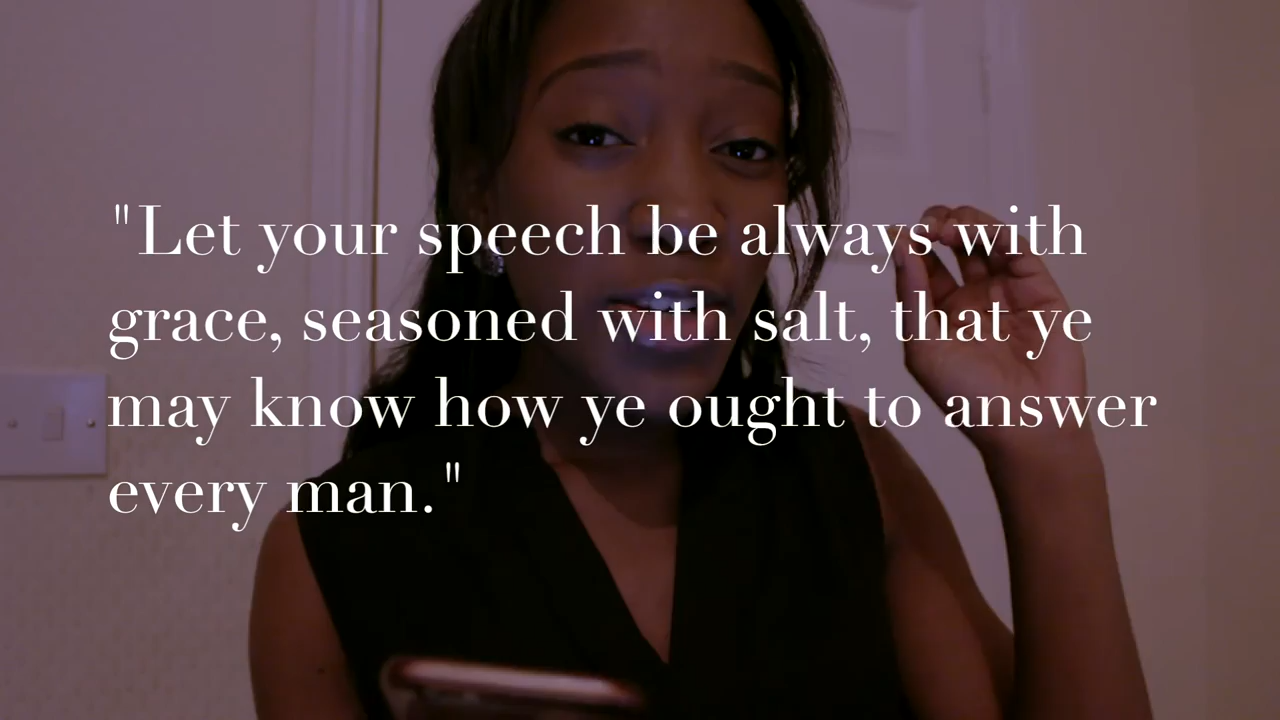 "Let your speech be always with
grace, seasoned with salt, that ye
may know how ye ought to answer
every man."